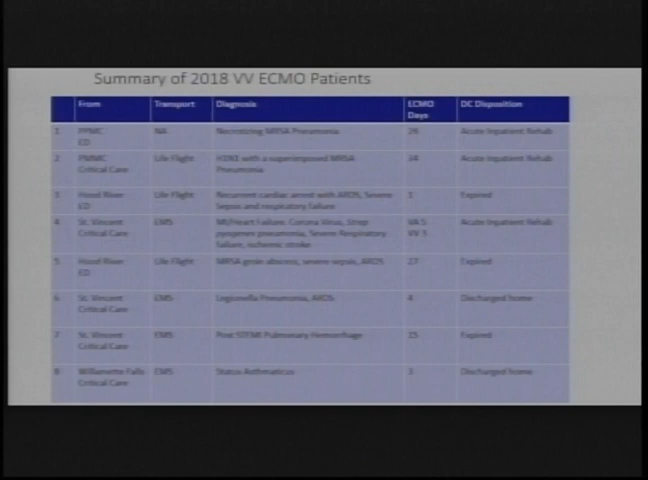 Summary of 2018 VV ECMO Patients
From Transport Diagnosis ECMO Days DC Disposition
1 PPMC ED NA Necrotizing MRSA Pneumonia 26 Acute Inpatient Rehab
2 PMMC Critical Care Life Flight H1N1 with a superimposed MRSA Pneumonia 34 Acute Inpatient Rehab
3 Hood River ED Life Flight Recurrent cardiac arrest with ARDS, Severe Sepsis and respiratory failure 1 Expired
4 St. Vincent Critical Care EMS MI/Heart Failure. Corona Virus, Strep pyogenes pneumonia, Severe Respiratory failure, ischemic stroke VA 5 VV 3 Acute Inpatient Rehab
5 Hood River ED Life Flight MRSA groin abscess, severe sepsis, ARDS 27 Expired
6 St. Vincent Critical Care EMS Legionella Pneumonia, ARDS 4 Discharged home
7 St. Vincent Critical Care EMS Post STEMI Pulmonary Hemorrhage 15 Expired
8 Willamette Falls Critical Care EMS Status Asthmaticus 3 Discharged home